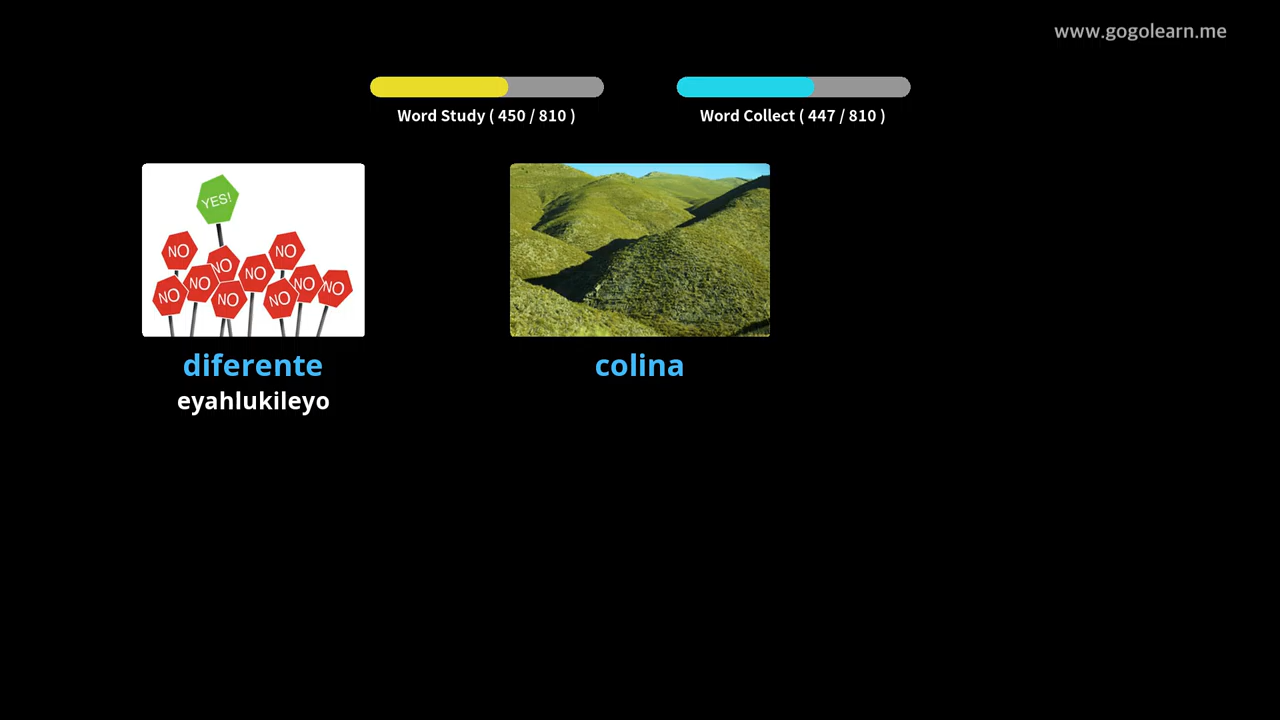 www.gogolearn.me
Word Study ( 450 / 810 )
Word Collect ( 447 / 810 )
YES!
NO
NO
NO
NO
NO
NO
NO
NO
NO
NO
diferente
eyahlukileyo
colina